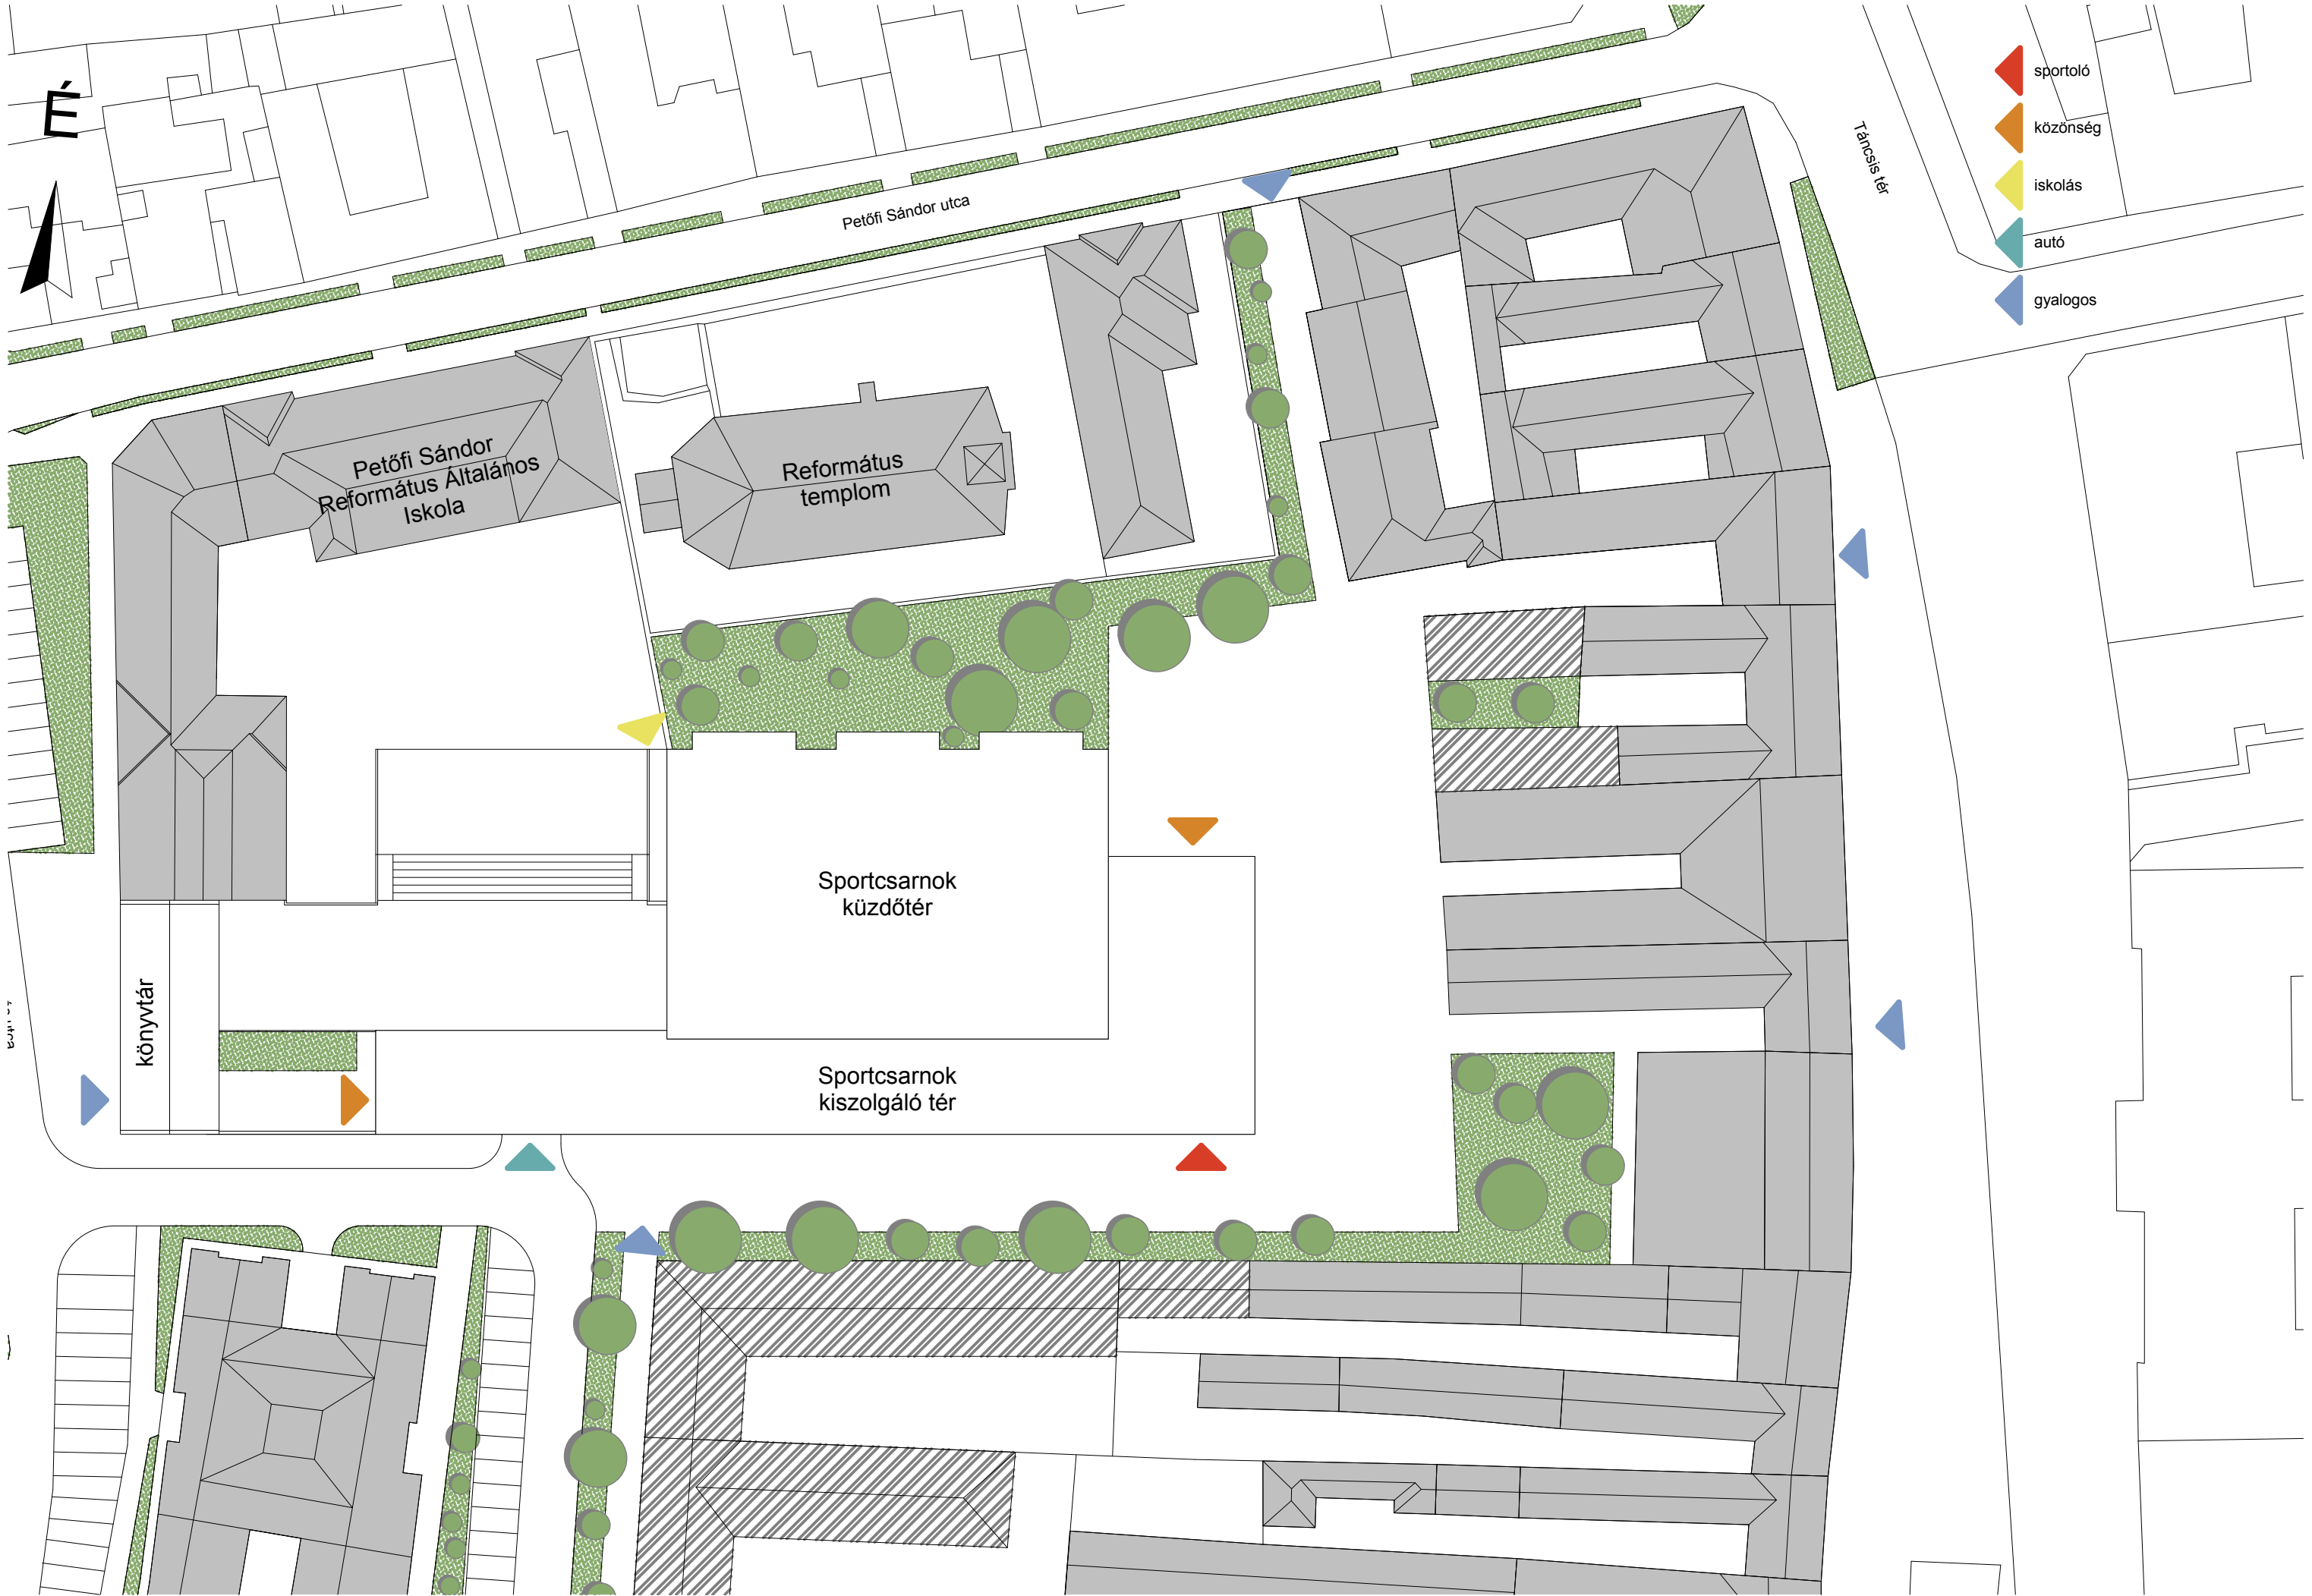 É
sportoló
közönség
iskolás
autó
gyalogos
Táncsis tér
Petőfi Sándor utca
Petőfi Sándor
Református Általános
Iskola
Református
templom
Sportcsarnok
küzdőtér
könyvtár
Sportcsarnok
kiszolgáló tér
utca